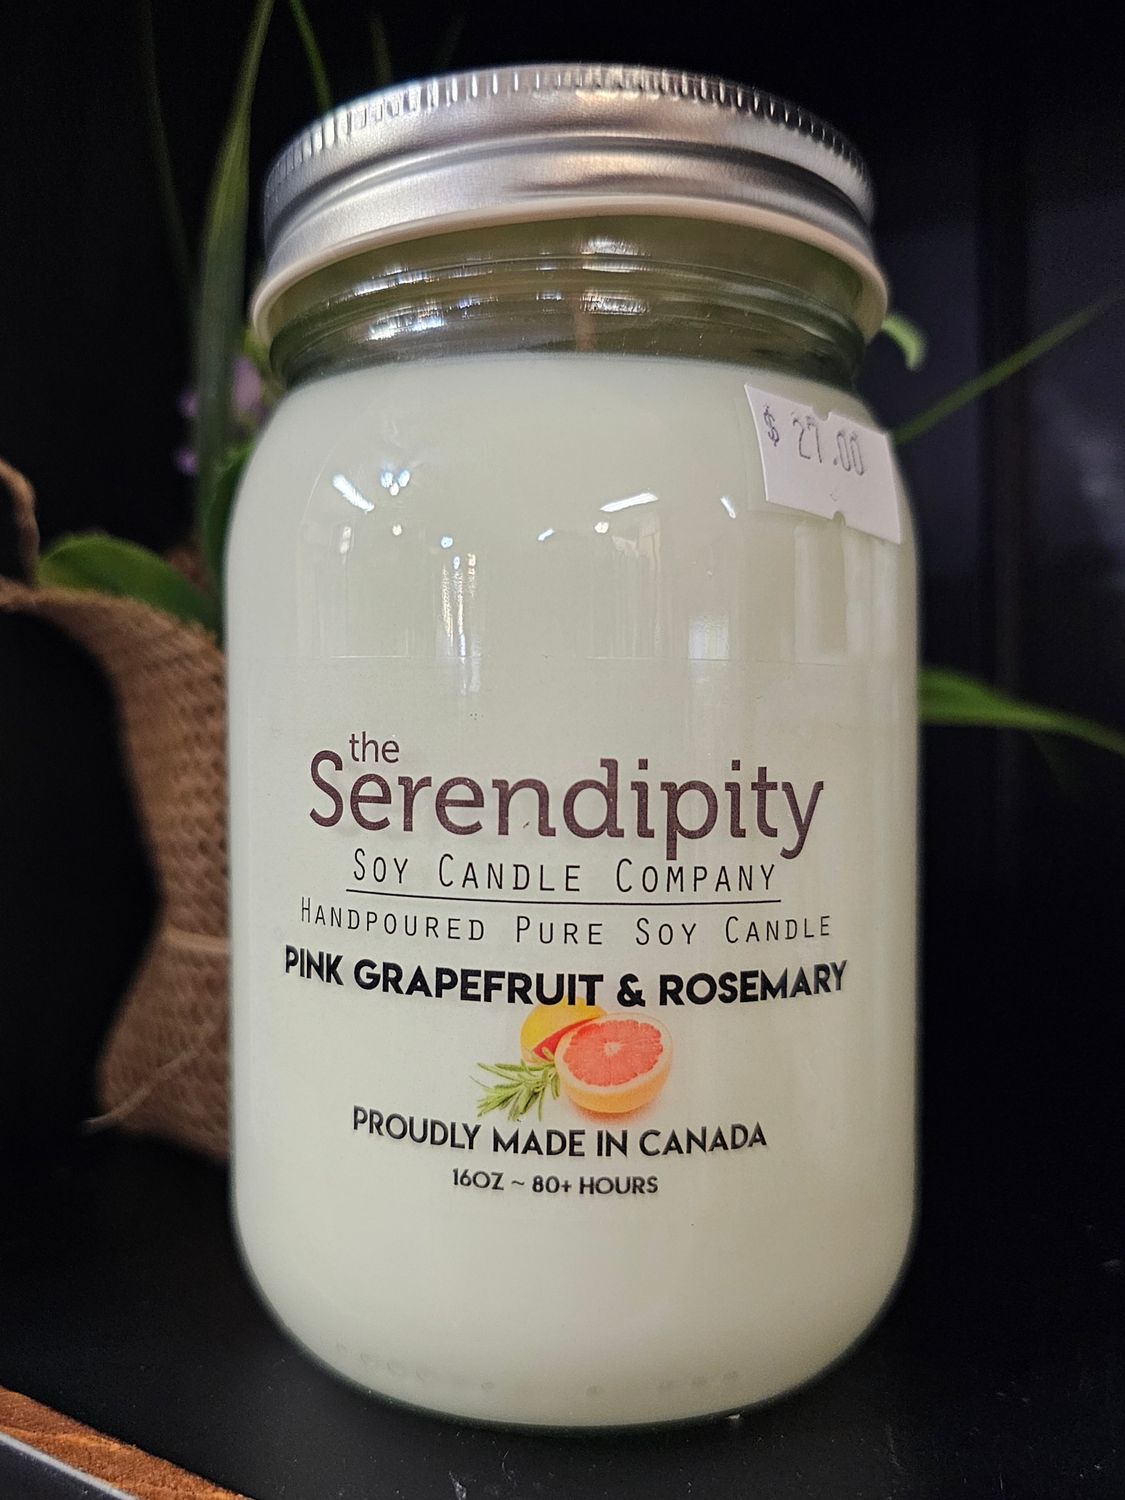 $ 27.00
the
Serendipity
Soy Candle Company
Handpoured Pure Soy Candle
PINK GRAPEFRUIT & ROSEMARY
PROUDLY MADE IN CANADA
16OZ ~ 80+ HOURS